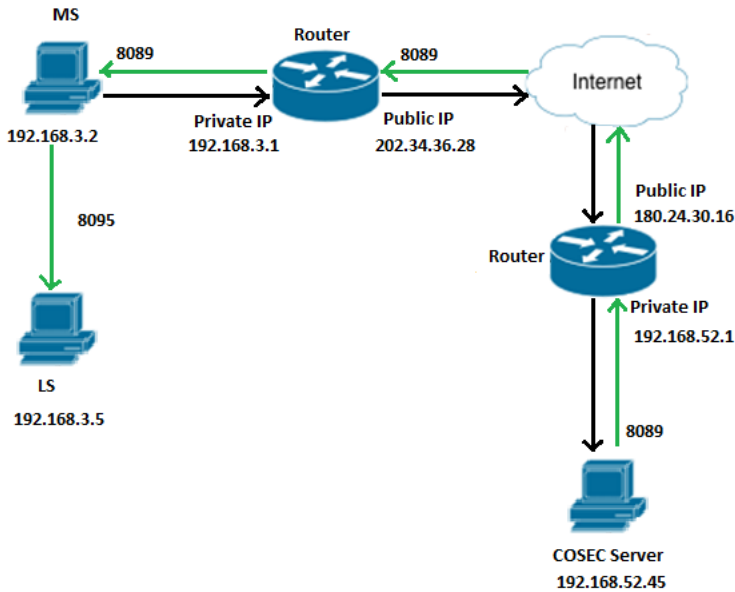 MS
Router
8089
8089
Internet
Private IP
192.168.3.1
Public IP
202.34.36.28
192.168.3.2
8095
Public IP
180.24.30.16
Router
Private IP
192.168.52.1
LS
192.168.3.5
8089
COSEC Server
192.168.52.45